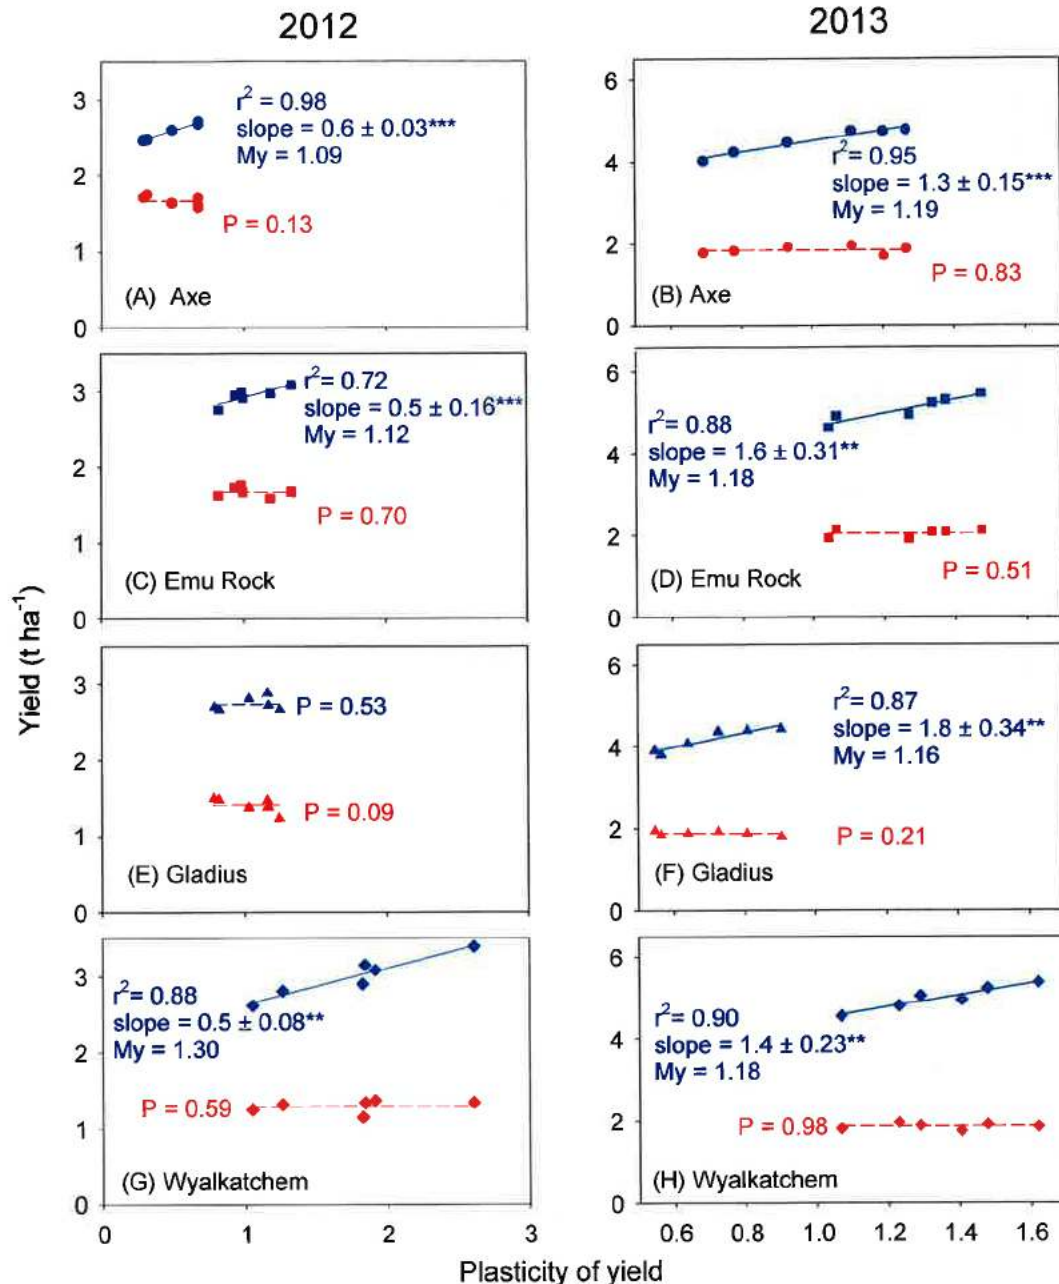 2012
2013
3
2
1
0
r² = 0.98
slope = 0.6 ± 0.03***
My = 1.09
P = 0.13
(A) Axe
6
4
2
0
r² = 0.95
slope = 1.3 ± 0.15***
My = 1.19
P = 0.83
(B) Axe
3
2
1
0
r²= 0.72
slope = 0.5 ± 0.16***
My = 1.12
P = 0.70
(C) Emu Rock
6
4
2
0
r²= 0.88
slope = 1.6 ± 0.31**
My = 1.18
P = 0.51
(D) Emu Rock
Yield (t ha⁻¹)
3
2
1
0
P = 0.53
P = 0.09
(E) Gladius
6
4
2
0
r²= 0.87
slope = 1.8 ± 0.34**
My = 1.16
P = 0.21
(F) Gladius
3
2
1
0
r²= 0.88
slope = 0.5 ± 0.08**
My = 1.30
P = 0.59
(G) Wyalkatchem
0 1 2 3
6
4
2
0
r²= 0.90
slope = 1.4 ± 0.23**
My = 1.18
P = 0.98
(H) Wyalkatchem
0.6 0.8 1.0 1.2 1.4 1.6
Plasticity of yield